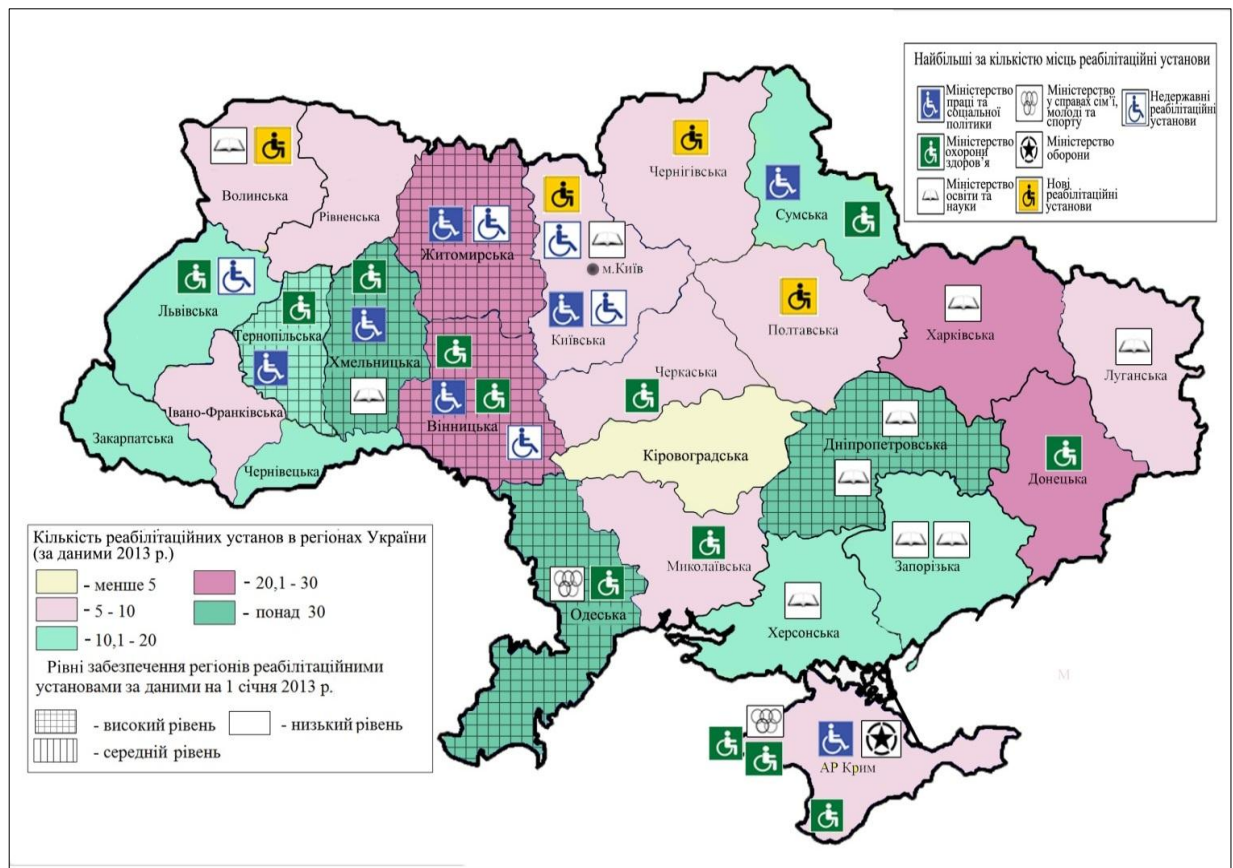 Найбільші за кількістю місць реабілітаційні установи
Міністерство
праці та
соціальної
політики
Міністерство
у справах сім'ї,
молоді та
спорту
Недержавні
реабілітаційні
установи
Міністерство
охорони
здоров'я
Міністерство
оборони
Міністерство
освіти та
науки
Нові
реабілітаційні
установи
Волинська
Рівненська
Житомирська
Чернігівська
Сумська
м.Київ
Київська
Львівська
Тернопільська
Хмельницька
Вінницька
Черкаська
Полтавська
Харківська
Луганська
Івано-Франківська
Закарпатська
Чернівецька
Кіровоградська
Дніпропетровська
Донецька
Миколаївська
Запорізька
Одеська
Херсонська
АР Крим
М
Кількість реабілітаційних установ в регіонах України
(за даними 2013 р.)
- менше 5
- 20,1 - 30
- 5 - 10
- понад 30
- 10,1 - 20
Рівні забезпечення регіонів реабілітаційними
установами за даними на 1 січня 2013 р.
- високий рівень
- низький рівень
- середній рівень